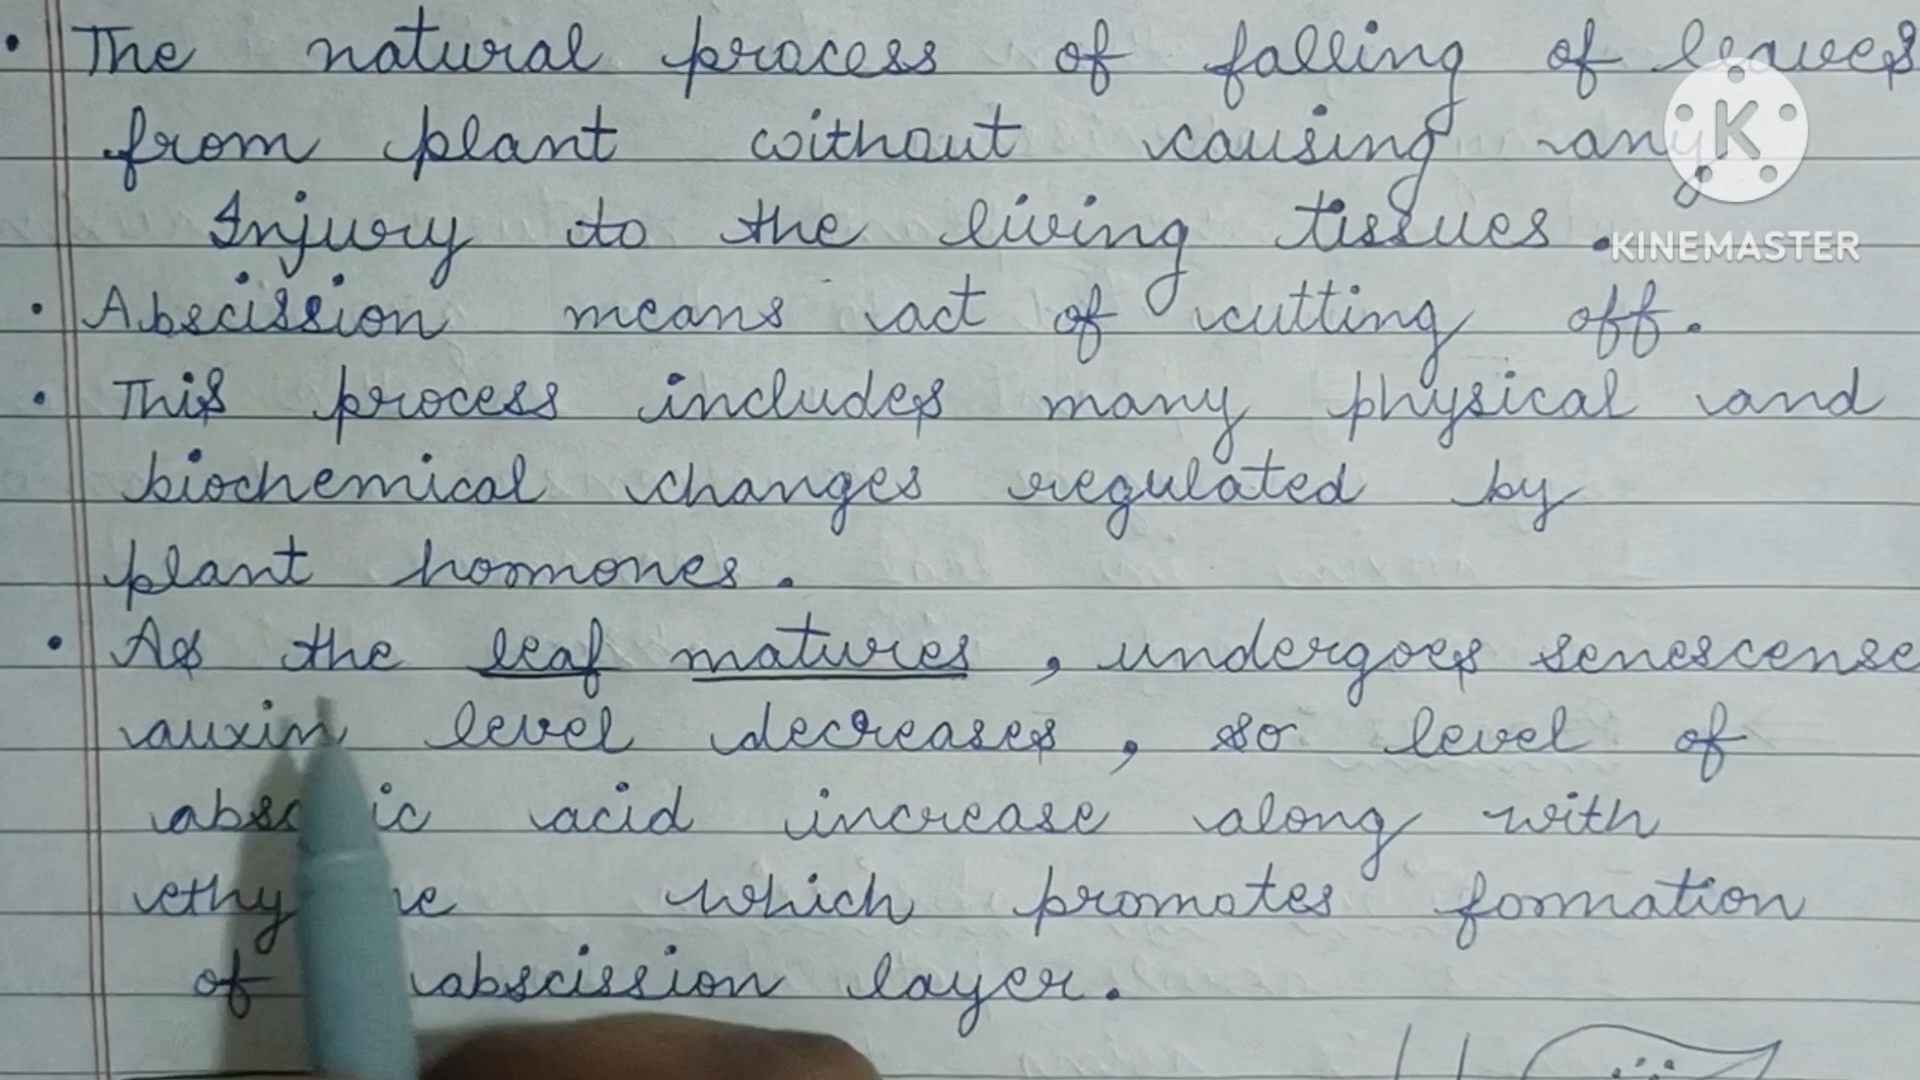 • The natural process of falling of leaves
from plant without causing any
Injury to the living tissues.
• Abscission means act of cutting off.
• This process includes many physical and
biochemical changes regulated by
plant hormones.
• As the leaf matures, undergoes senescense
auxin level decreases, so level of
acid increase along with
which promotes formation
of abscission layer.
K
KINEMASTER